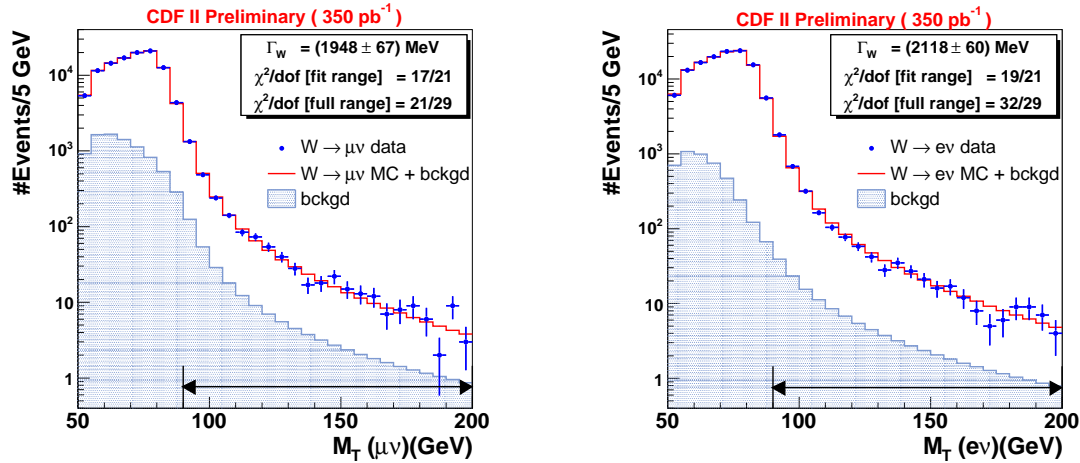 CDF II Preliminary ( 350 pb⁻¹)
#Events/5 GeV
Γ_W = (1948 ± 67) MeV
χ²/dof [fit range] = 17/21
χ²/dof [full range] = 21/29
W → μν data
W → μν MC + bckgd
bckgd
10⁴
10³
10²
10
1
50 100 150 200
M_T (μν)(GeV)
CDF II Preliminary ( 350 pb⁻¹)
#Events/5 GeV
Γ_W = (2118 ± 60) MeV
χ²/dof [fit range] = 19/21
χ²/dof [full range] = 32/29
W → eν data
W → eν MC + bckgd
bckgd
10⁴
10³
10²
10
1
50 100 150 200
M_T (eν)(GeV)